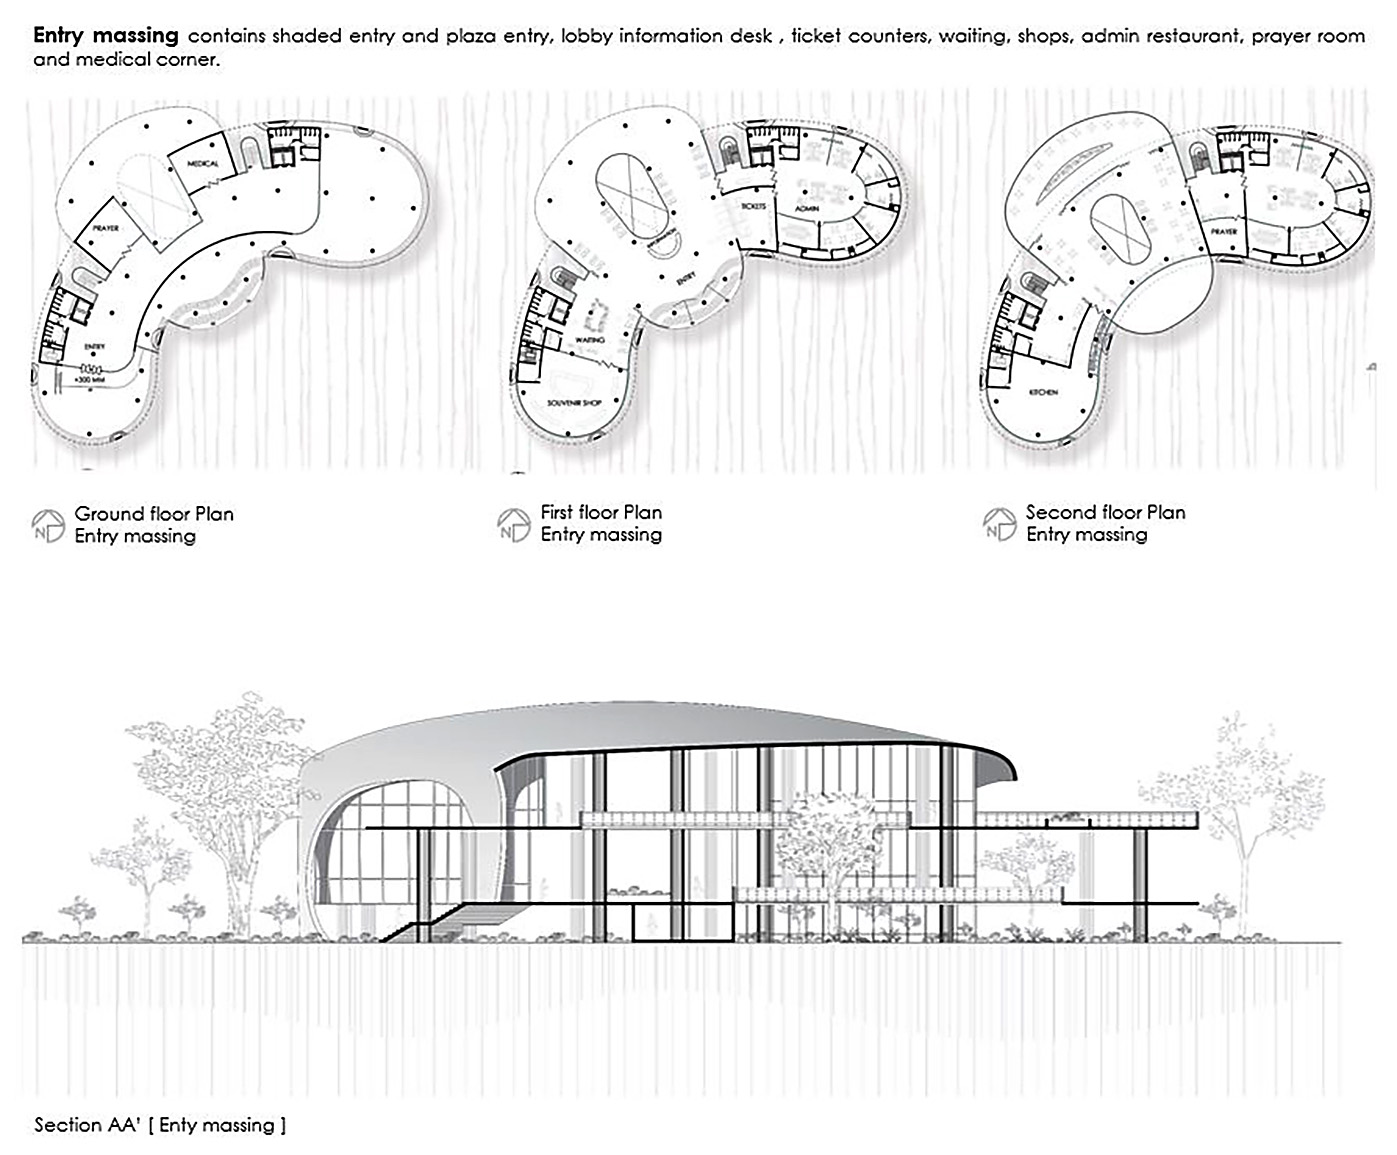 Entry massing contains shaded entry and plaza entry, lobby information desk , ticket counters, waiting, shops, admin restaurant, prayer room
and medical corner.
MEDICAL
PRAYER
ENTRY
+300 MM
TICKETS
ADMIN
INFORMATION
ENTRY
WAITING
SOUVENIR SHOP
PRAYER
KITCHEN
N
Ground floor Plan
Entry massing
N
First floor Plan
Entry massing
N
Second floor Plan
Entry massing
Section AA' [ Enty massing ]